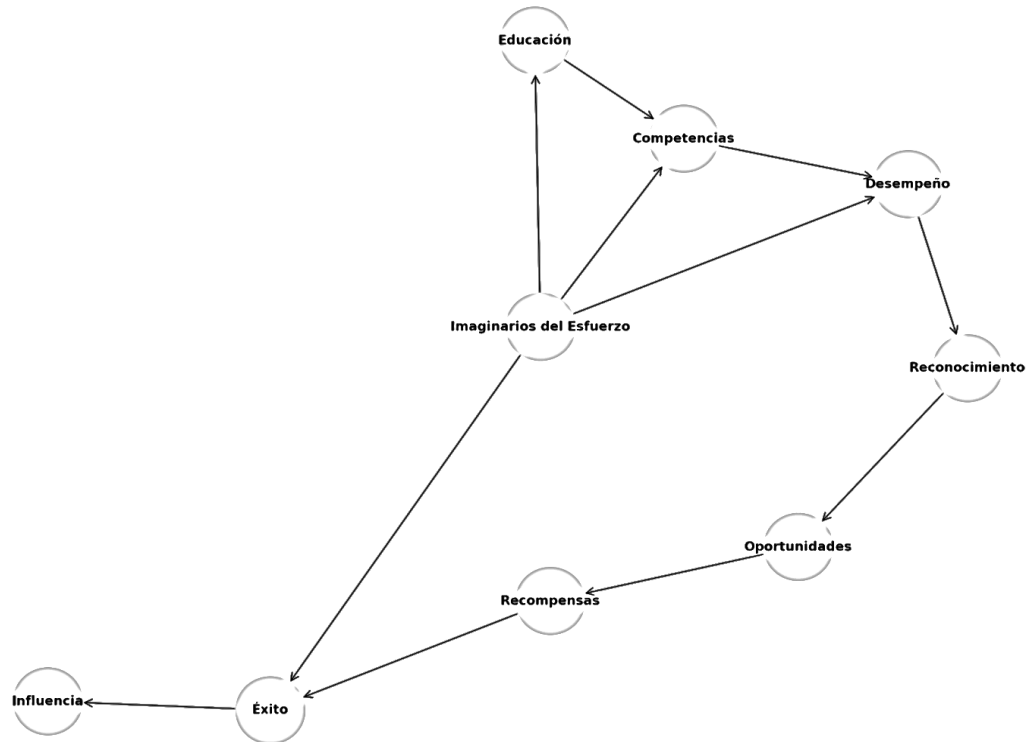 Educación
Competencias
Desempeño
Imaginarios del Esfuerzo
Reconocimiento
Oportunidades
Recompensas
Influencia
Éxito